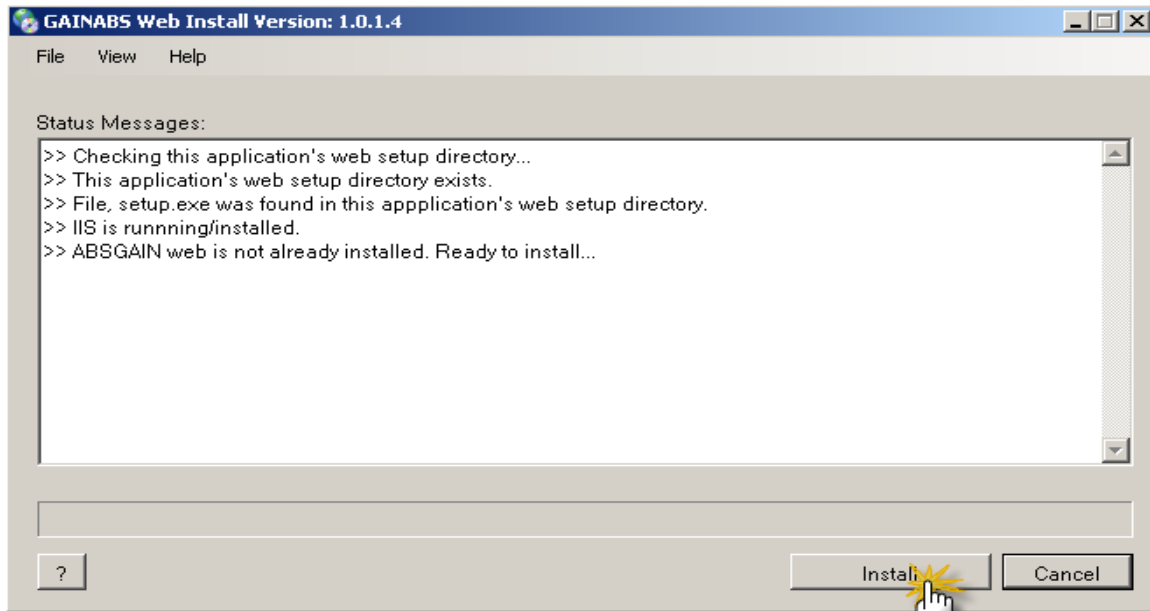 GAINABS Web Install Version: 1.0.1.4
File View Help
Status Messages:
>> Checking this application's web setup directory...
>> This application's web setup directory exists.
>> File, setup.exe was found in this appplication's web setup directory.
>> IIS is runnning/installed.
>> ABSGAIN web is not already installed. Ready to install...
? Install Cancel